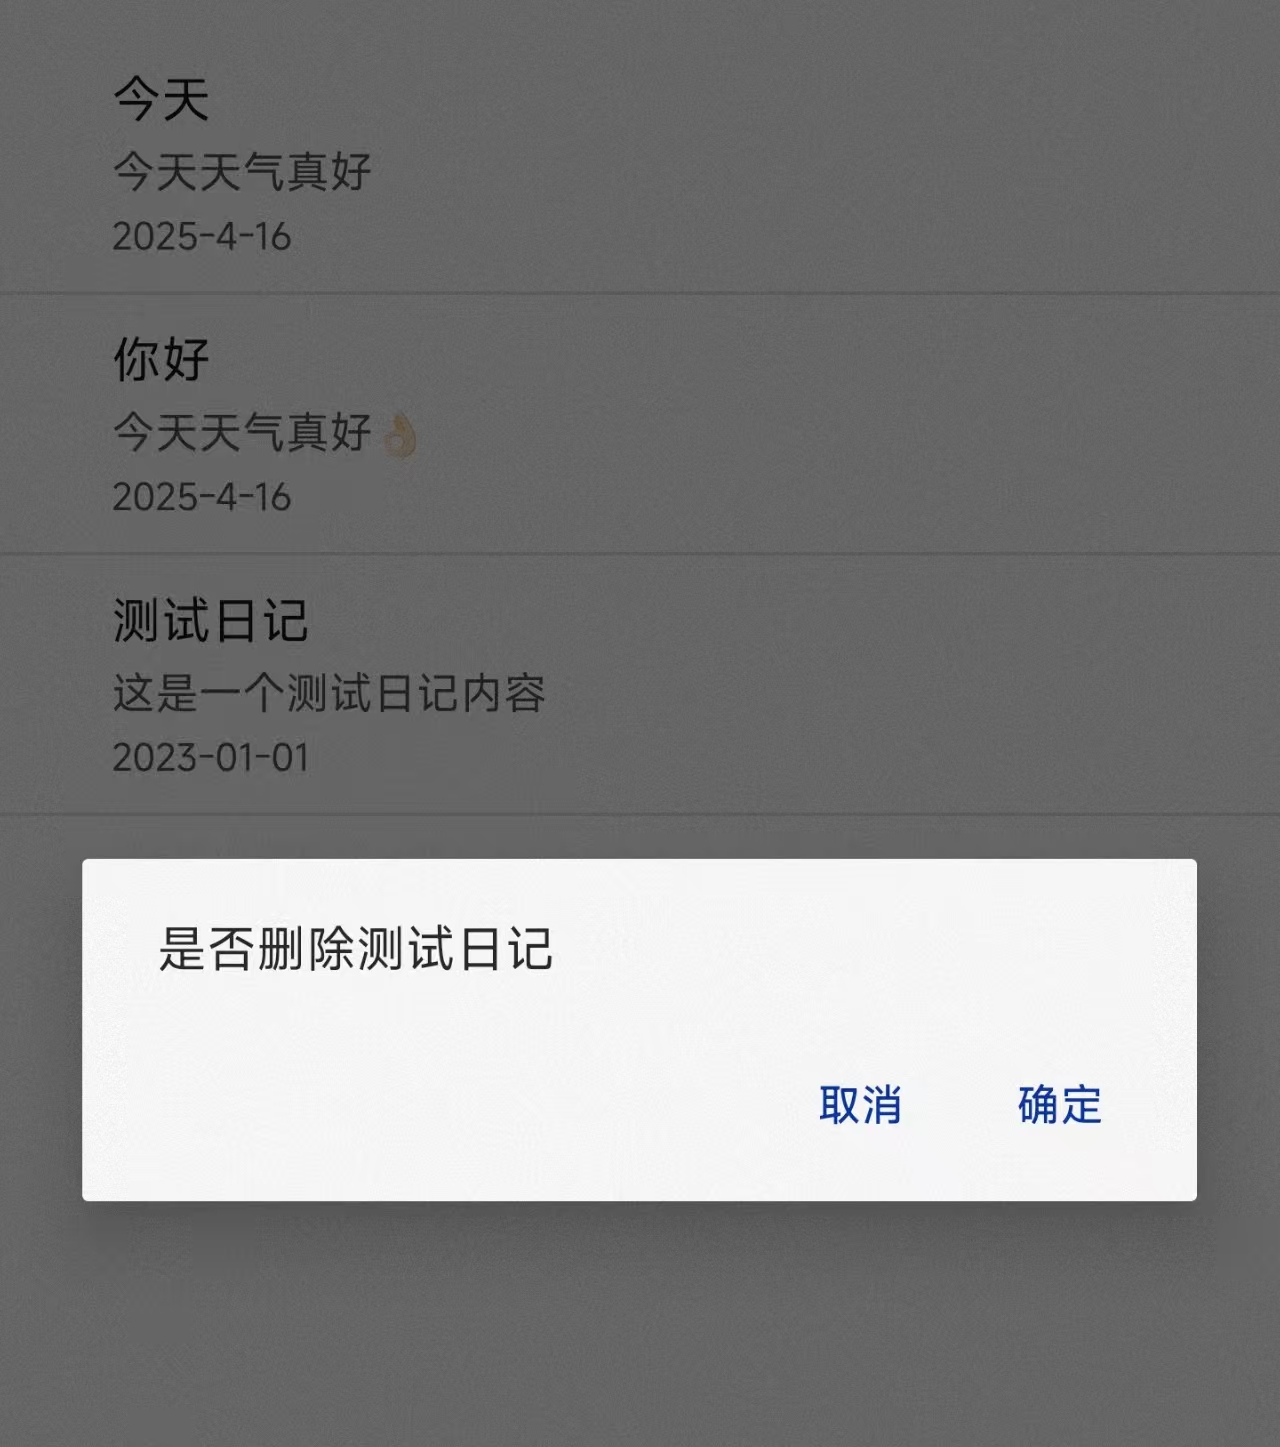 今天
今天天气真好
2025-4-16
你好
今天天气真好👌
2025-4-16
测试日记
这是一个测试日记内容
2023-01-01
是否删除测试日记
取消
确定